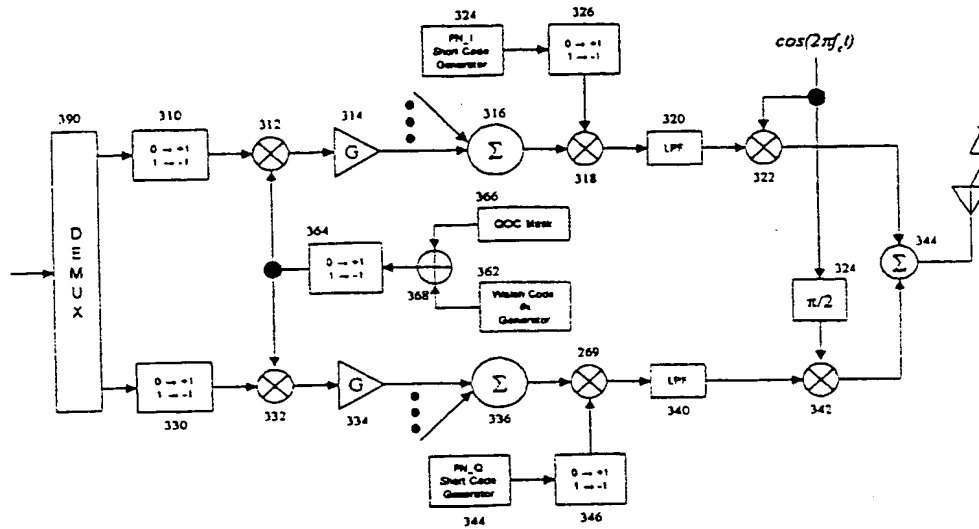 324
326
PN_I
Short Code
Generator
0 → +1
1 → -1
cos(2πf_c t)
390
310
312
314
316
320
0 → +1
1 → -1
G
Σ
LPF
318
322
366
QOC Mask
364
0 → +1
1 → -1
368
362
Walsh Code
Generator
344
Σ
324
π/2
DEMUX
269
0 → +1
1 → -1
G
Σ
LPF
330
332
334
336
340
342
PN_Q
Short Code
Generator
0 → +1
1 → -1
344
346